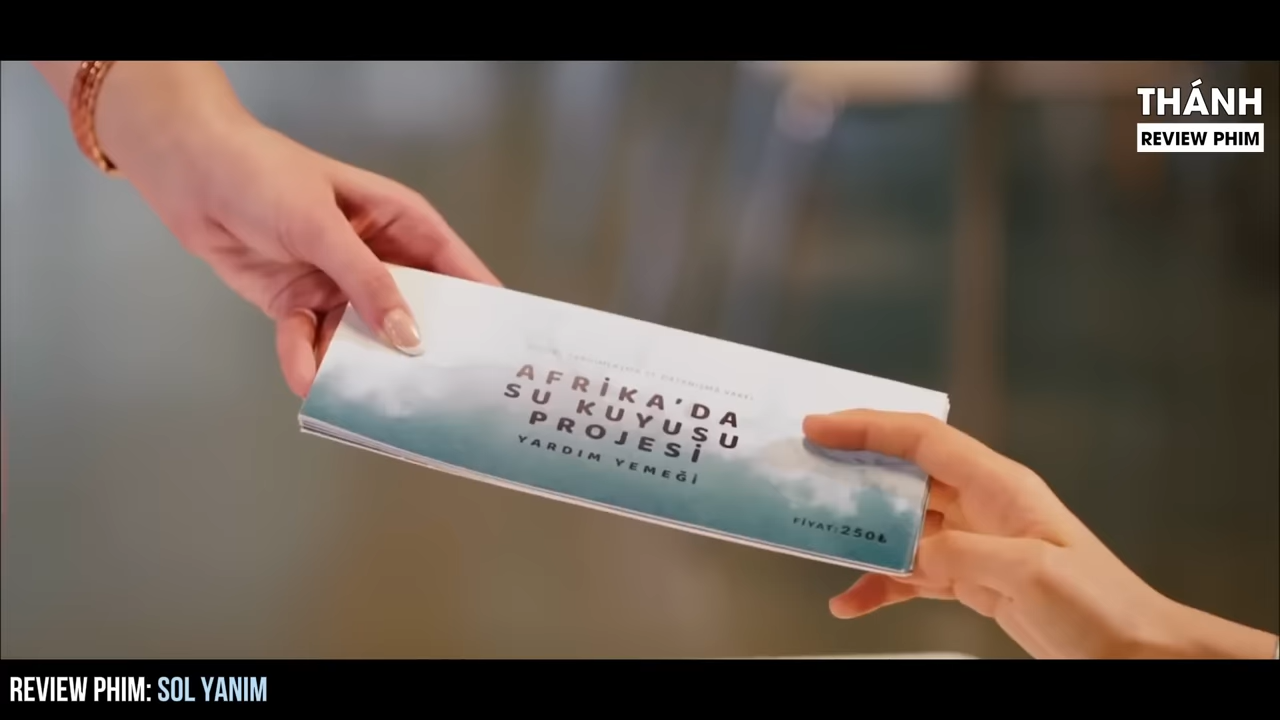 THÁNH
REVIEW PHIM
AFRİKA'DA
SU KUYUSU
PROJESİ
YARDIM YEMEĞİ
FİYAT:250₺
REVIEW PHIM: SOL YANIM